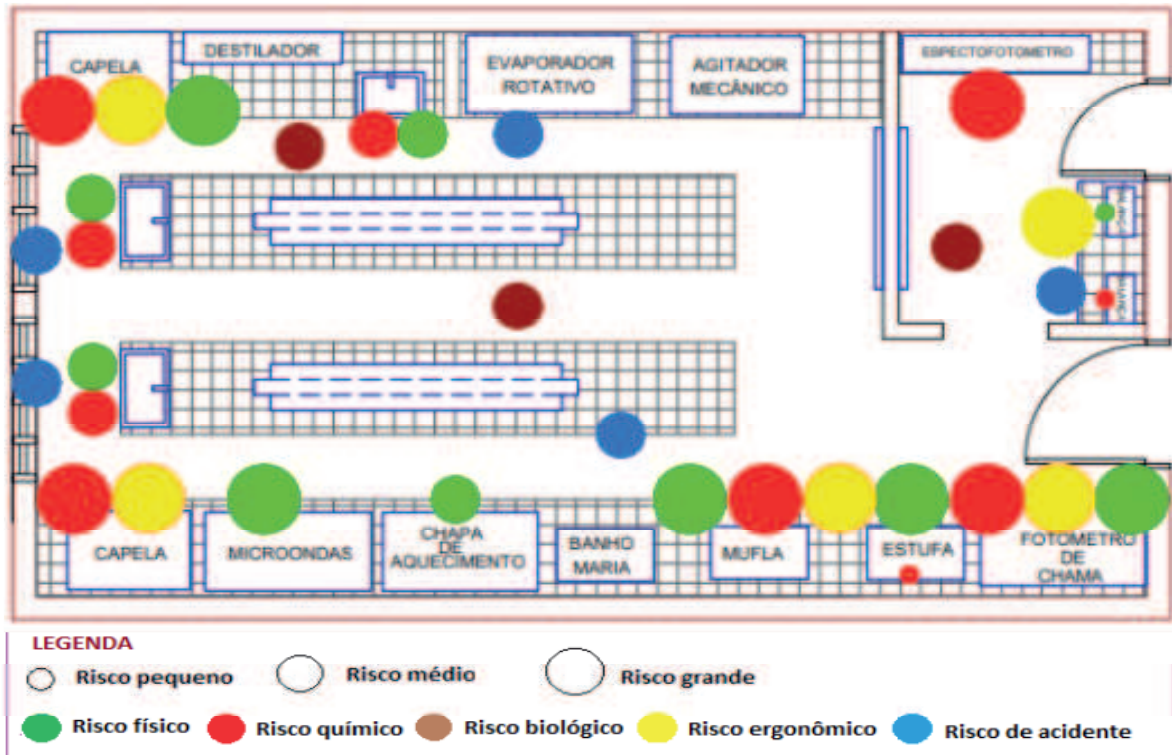 CAPELA
DESTILADOR
EVAPORADOR
ROTATIVO
AGITADOR
MECÂNICO
ESPECTOFOTOMETRO
CAPELA
MICROONDAS
CHAPA
DE
AQUECIMENTO
BANHO
MARIA
MUFLA
ESTUFA
FOTOMETRO
DE
CHAMA
LEGENDA
Risco pequeno
Risco médio
Risco grande
Risco físico
Risco químico
Risco biológico
Risco ergonômico
Risco de acidente